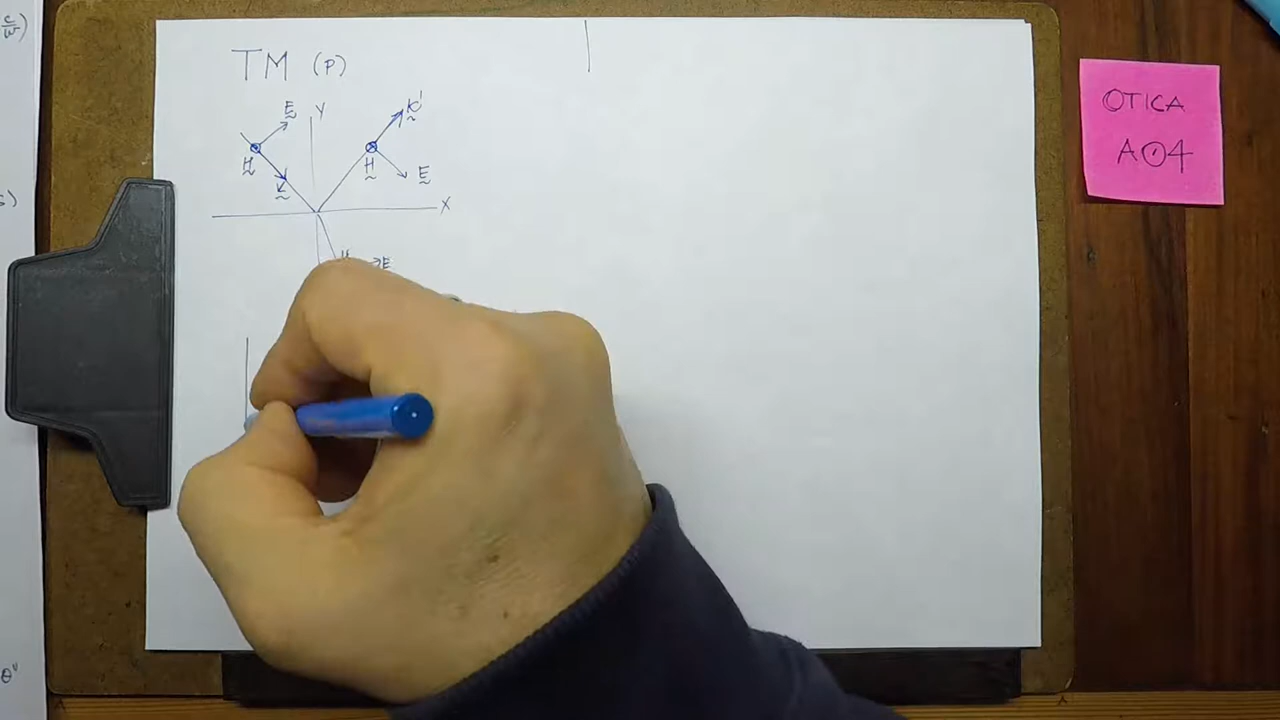 c/w)
TM (P)
E Y K'
H H E
K X
E
θ"
OTICA
A04